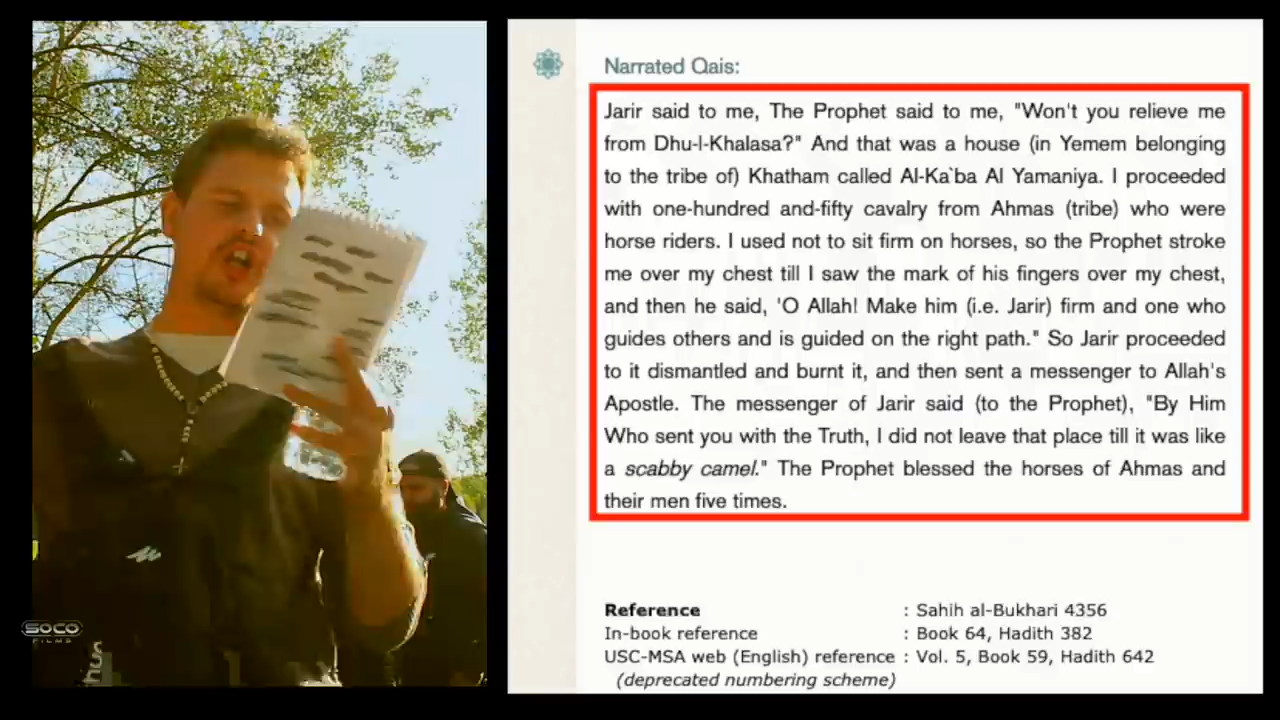 Narrated Qais:
Jarir said to me, The Prophet said to me, "Won't you relieve me
from Dhu-l-Khalasa?" And that was a house (in Yemem belonging
to the tribe of) Khatham called Al-Ka`ba Al Yamaniya. I proceeded
with one-hundred and-fifty cavalry from Ahmas (tribe) who were
horse riders. I used not to sit firm on horses, so the Prophet stroke
me over my chest till I saw the mark of his fingers over my chest,
and then he said, 'O Allah! Make him (i.e. Jarir) firm and one who
guides others and is guided on the right path." So Jarir proceeded
to it dismantled and burnt it, and then sent a messenger to Allah's
Apostle. The messenger of Jarir said (to the Prophet), "By Him
Who sent you with the Truth, I did not leave that place till it was like
a scabby camel." The Prophet blessed the horses of Ahmas and
their men five times.
Reference : Sahih al-Bukhari 4356
In-book reference : Book 64, Hadith 382
USC-MSA web (English) reference : Vol. 5, Book 59, Hadith 642
(deprecated numbering scheme)
SOCO
FILMS